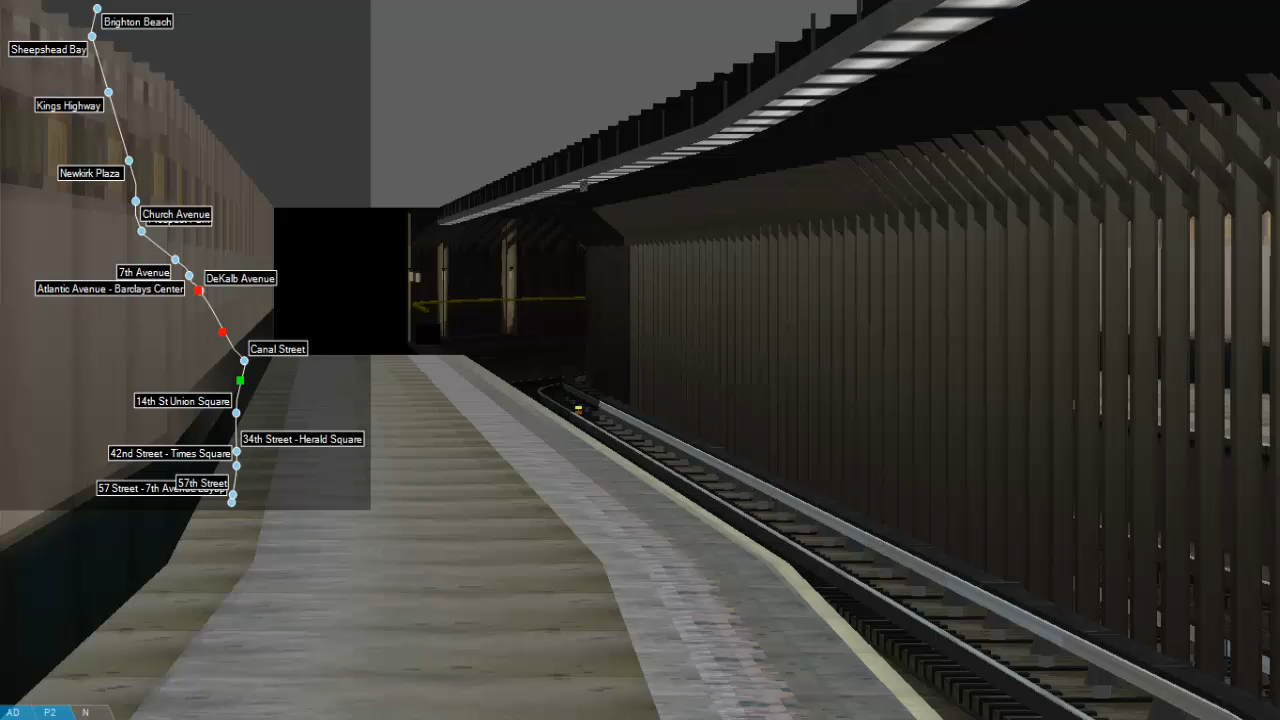 Brighton Beach
Sheepshead Bay
Kings Highway
Newkirk Plaza
Church Avenue
7th Avenue
DeKalb Avenue
Atlantic Avenue - Barclays Center
Canal Street
14th St Union Square
34th Street - Herald Square
42nd Street - Times Square
57th Street
57 Street - 7th Avenue
AD P2 N